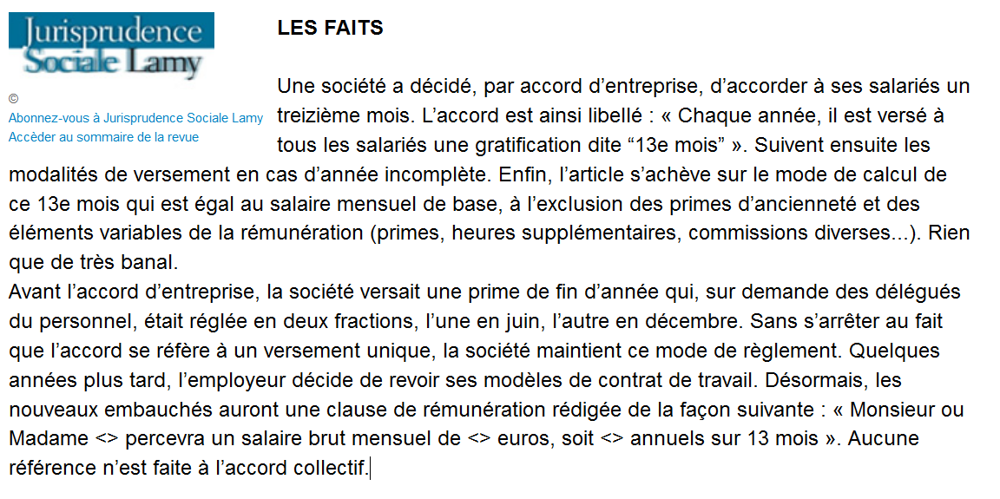 Jurisprudence
Sociale Lamy
©
Abonnez-vous à Jurisprudence Sociale Lamy
Accèder au sommaire de la revue
LES FAITS
Une société a décidé, par accord d’entreprise, d’accorder à ses salariés un
treizième mois. L’accord est ainsi libellé : « Chaque année, il est versé à
tous les salariés une gratification dite “13e mois” ». Suivent ensuite les
modalités de versement en cas d’année incomplète. Enfin, l’article s’achève sur le mode de calcul de
ce 13e mois qui est égal au salaire mensuel de base, à l’exclusion des primes d’ancienneté et des
éléments variables de la rémunération (primes, heures supplémentaires, commissions diverses...). Rien
que de très banal.
Avant l’accord d’entreprise, la société versait une prime de fin d’année qui, sur demande des délégués
du personnel, était réglée en deux fractions, l’une en juin, l’autre en décembre. Sans s’arrêter au fait
que l’accord se réfère à un versement unique, la société maintient ce mode de règlement. Quelques
années plus tard, l’employeur décide de revoir ses modèles de contrat de travail. Désormais, les
nouveaux embauchés auront une clause de rémunération rédigée de la façon suivante : « Monsieur ou
Madame <> percevra un salaire brut mensuel de <> euros, soit <> annuels sur 13 mois ». Aucune
référence n’est faite à l’accord collectif.